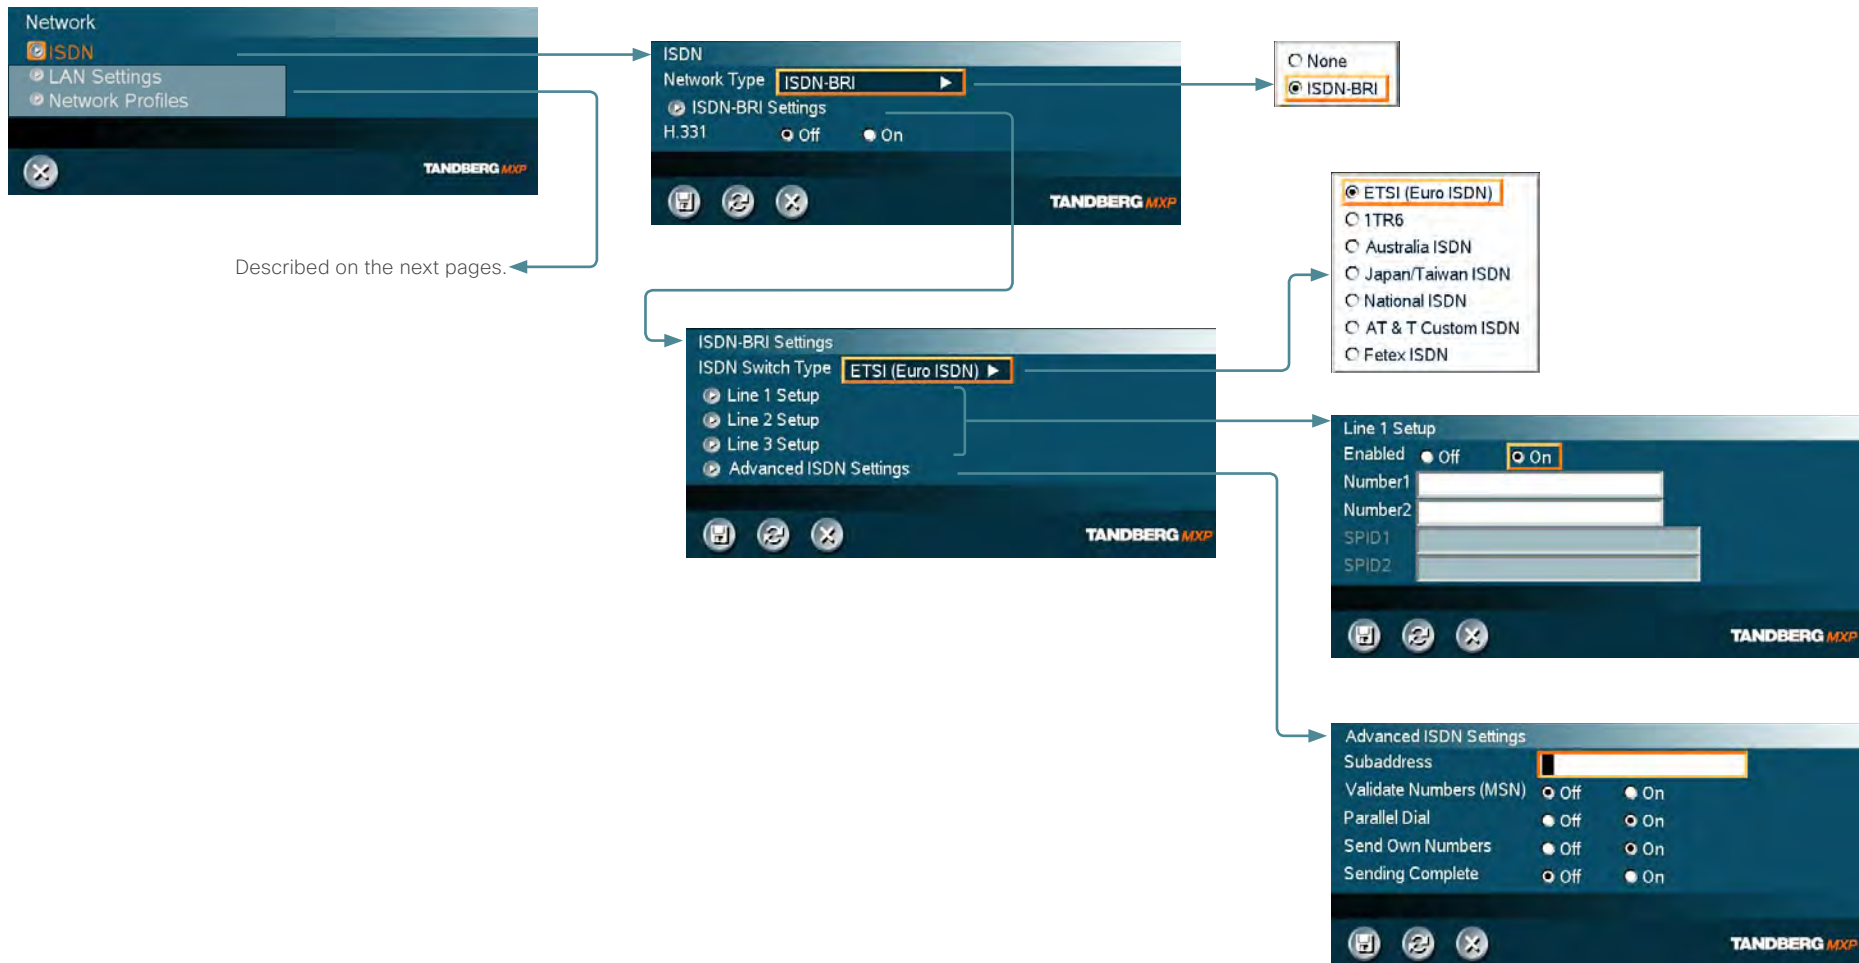 Network
ISDN
LAN Settings
Network Profiles
TANDBERG MXP
Described on the next pages.
ISDN
Network Type ISDN-BRI
ISDN-BRI Settings
H.331 Off On
TANDBERG MXP
None
ISDN-BRI
ETSI (Euro ISDN)
1TR6
Australia ISDN
Japan/Taiwan ISDN
National ISDN
AT & T Custom ISDN
Fetex ISDN
ISDN-BRI Settings
ISDN Switch Type ETSI (Euro ISDN)
Line 1 Setup
Line 2 Setup
Line 3 Setup
Advanced ISDN Settings
TANDBERG MXP
Line 1 Setup
Enabled Off On
Number1
Number2
SPID1
SPID2
TANDBERG MXP
Advanced ISDN Settings
Subaddress
Validate Numbers (MSN) Off On
Parallel Dial Off On
Send Own Numbers Off On
Sending Complete Off On
TANDBERG MXP